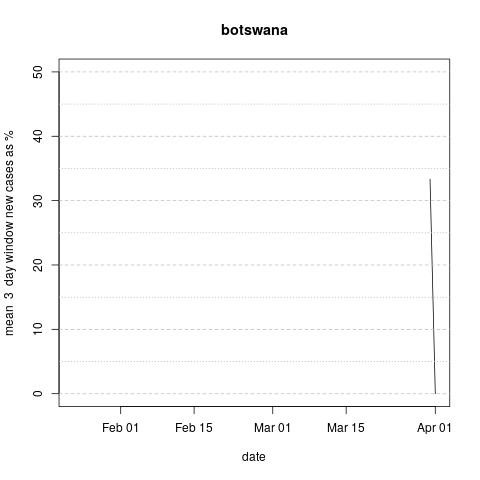 botswana
mean 3 day window new cases as %
50
40
30
20
10
0
Feb 01
Feb 15
Mar 01
Mar 15
Apr 01
date